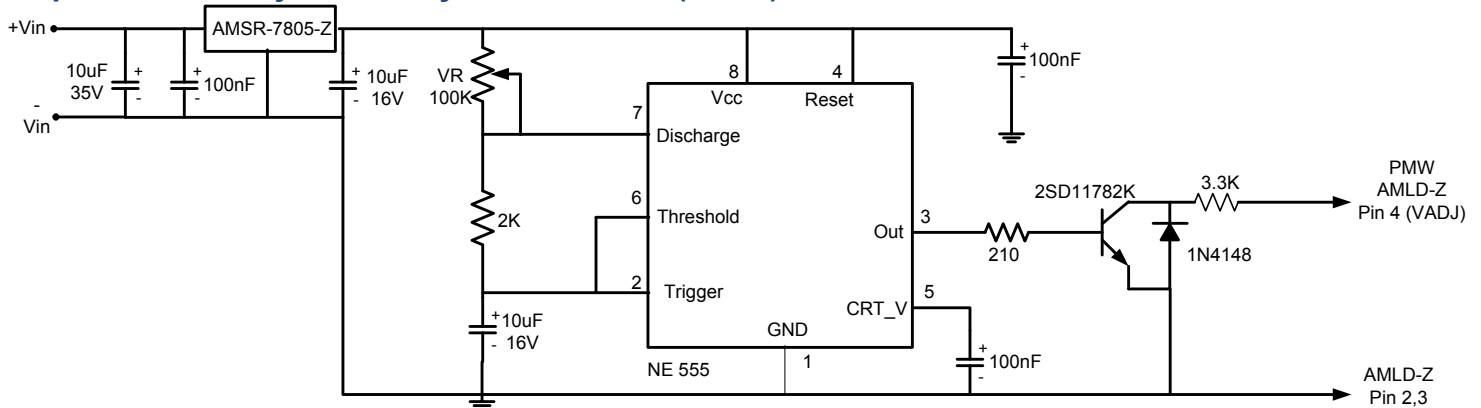 +Vin
AMSR-7805-Z
10uF
35V
+
-
+
-
100nF
+
-
10uF
16V
VR
100K
8
4
Vcc
Reset
+
-
100nF
7
Discharge
2K
6
Threshold
2
Trigger
+
-
10uF
16V
Out
3
210
CRT_V
5
GND
1
NE 555
+
-
100nF
2SD11782K
3.3K
1N4148
PMW
AMLD-Z
Pin 4 (VADJ)
-
Vin
AMLD-Z
Pin 2,3